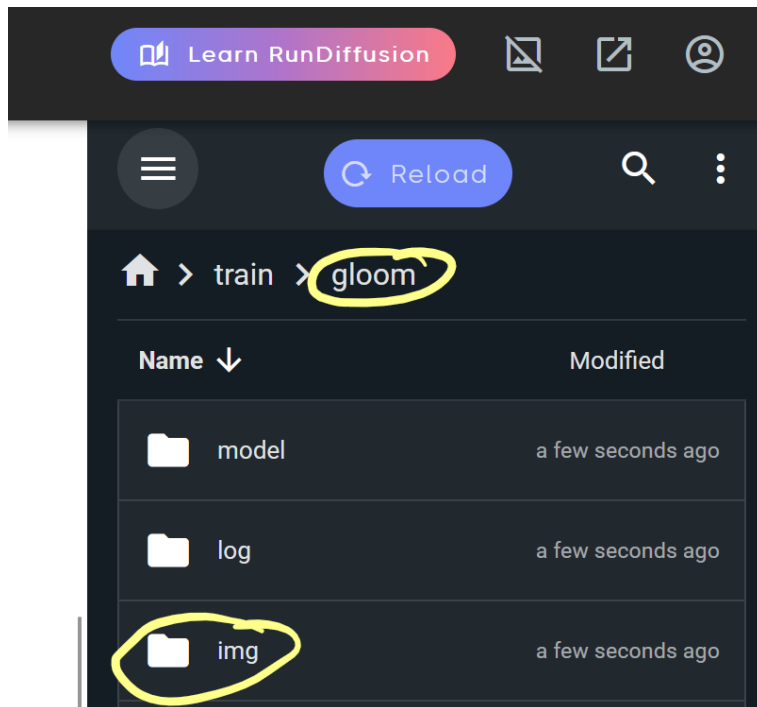 Learn RunDiffusion
Reload
train > gloom
Name Modified
model a few seconds ago
log a few seconds ago
img a few seconds ago